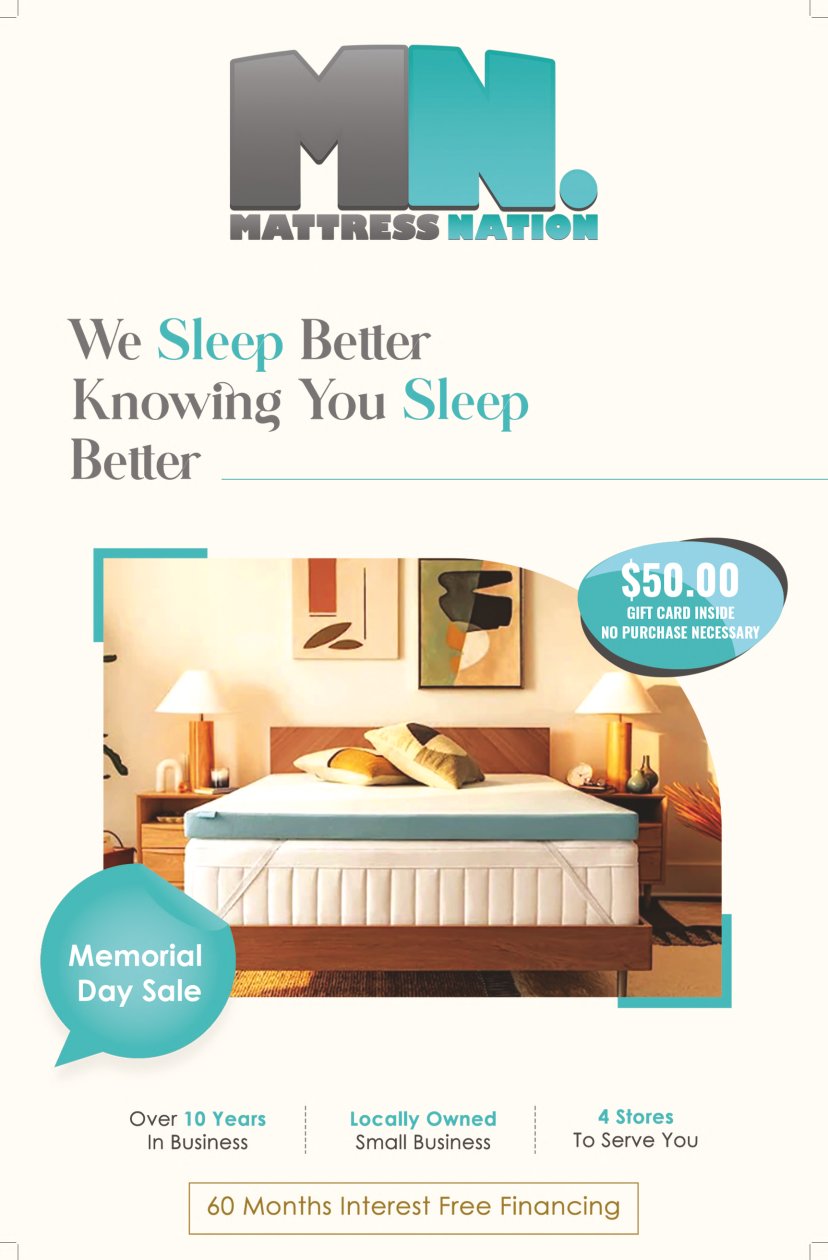 MN.
MATTRESS NATION
We Sleep Better
Knowing You Sleep
Better
$50.00
GIFT CARD INSIDE
NO PURCHASE NECESSARY
Memorial
Day Sale
Over 10 Years
In Business
Locally Owned
Small Business
4 Stores
To Serve You
60 Months Interest Free Financing